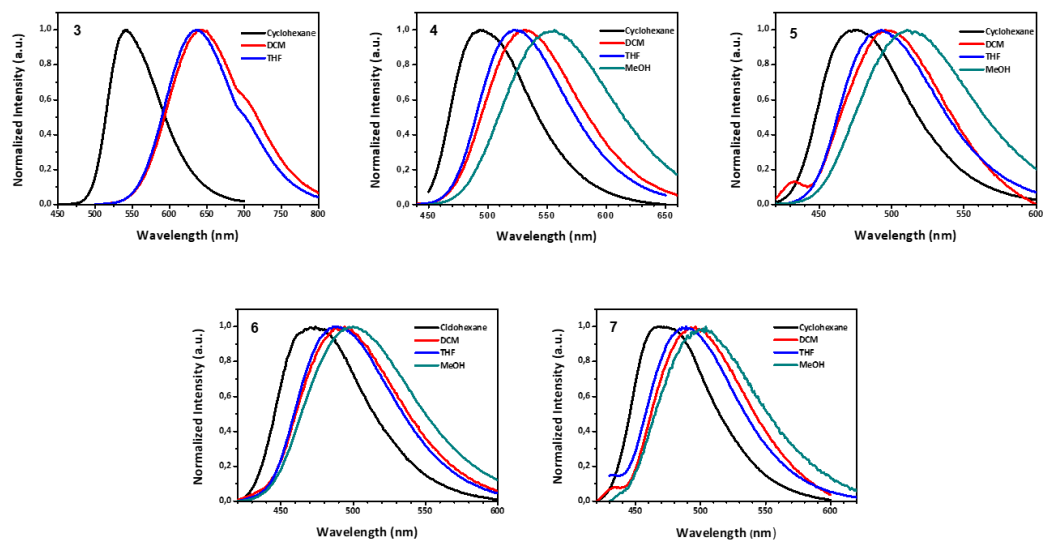 3
Cyclohexane
DCM
THF
Normalized Intensity (a.u.)
1,0
0,8
0,6
0,4
0,2
0,0
450 500 550 600 650 700 750 800
Wavelength (nm)
4
Cyclohexane
DCM
THF
MeOH
Normalized Intensity (a.u.)
1,0
0,8
0,6
0,4
0,2
0,0
450 500 550 600 650
Wavelength (nm)
5
Cyclohexane
DCM
THF
MeOH
Normalized Intensity (a.u.)
1,0
0,8
0,6
0,4
0,2
0,0
450 500 550 600
Wavelength (nm)
6
Ciclohexane
DCM
THF
MeOH
Normalized Intensity (a.u.)
1,0
0,8
0,6
0,4
0,2
0,0
450 500 550 600
Wavelength (nm)
7
Cyclohexane
DCM
THF
MeOH
Normalized Intensity (a.u.)
1,0
0,8
0,6
0,4
0,2
0,0
450 500 550 600
Wavelength (nm)